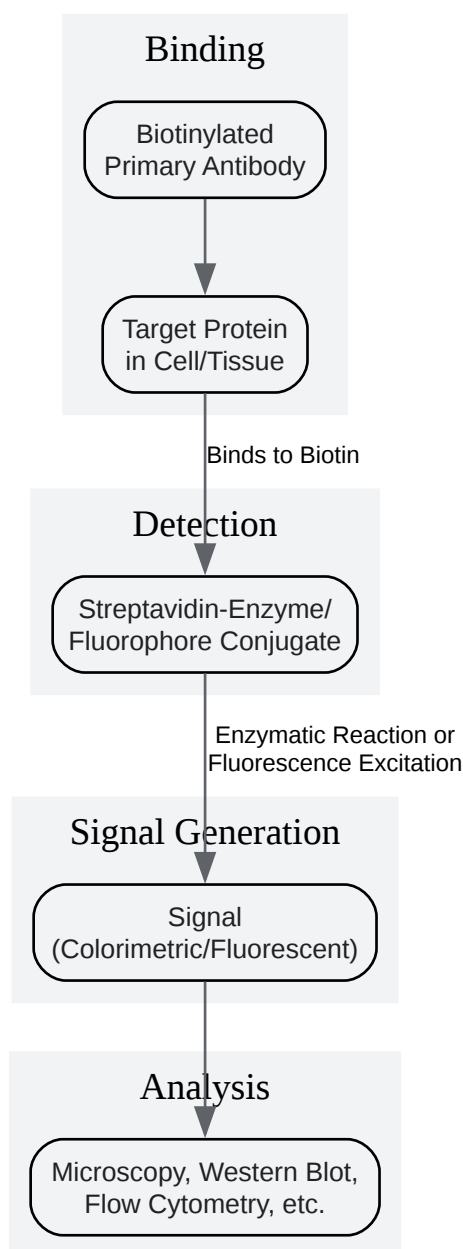 Binding
Biotinylated
Primary Antibody
Target Protein
in Cell/Tissue
Binds to Biotin
Detection
Streptavidin-Enzyme/
Fluorophore Conjugate
Enzymatic Reaction or
Fluorescence Excitation
Signal Generation
Signal
(Colorimetric/Fluorescent)
Analysis
Microscopy, Western Blot,
Flow Cytometry, etc.